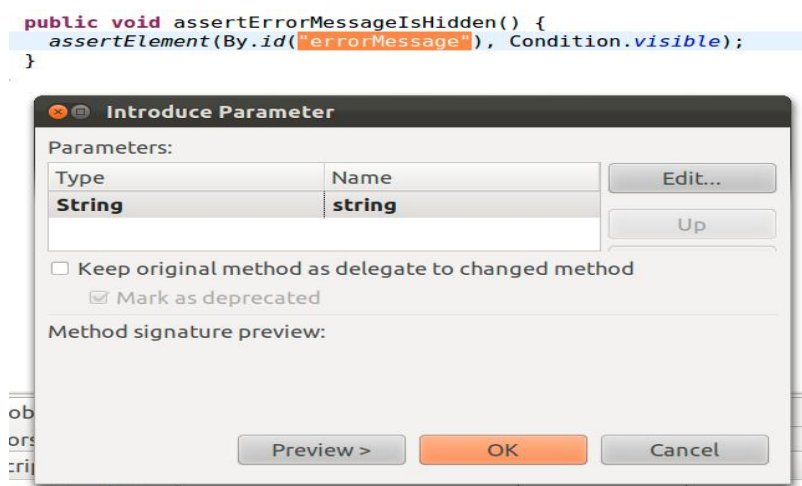 public void assertErrorMessageIsHidden() {
assertElement(By.id("errorMessage"), Condition.visible);
}
Introduce Parameter
Parameters:
Type Name
Edit...
String string
Up
Keep original method as delegate to changed method
Mark as deprecated
Method signature preview:
Preview > OK Cancel